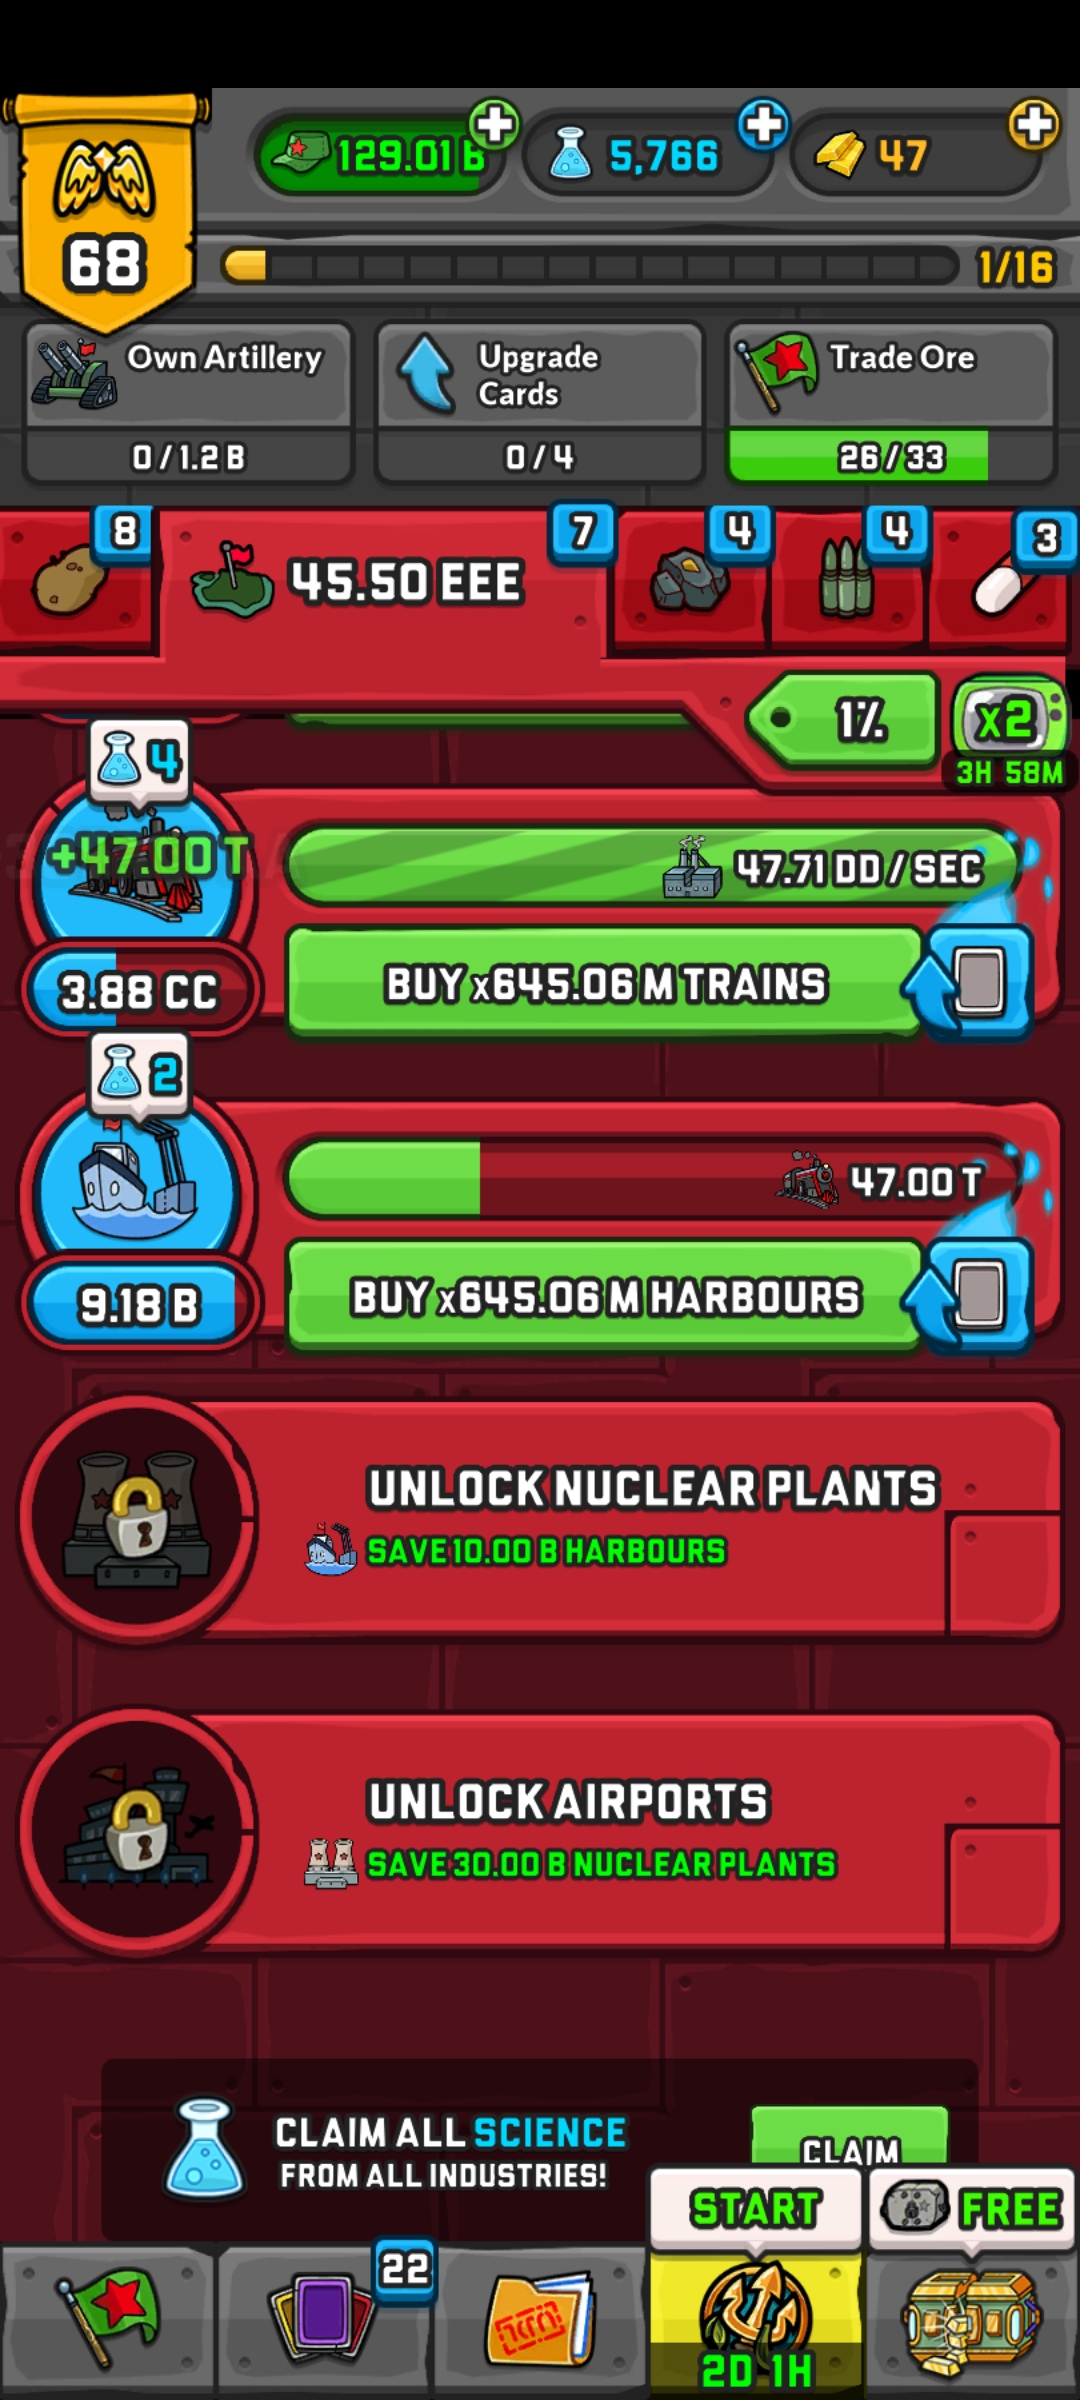 129.01 B
5,766
47
68
1/16
Own Artillery
0/1.2 B
Upgrade
Cards
0/4
Trade Ore
26/33
8
45.50 EEE
7
4
4
3
1%
x2
3H 58M
4
+47.00 T
47.71 DD/SEC
3.88 CC
BUY x645.06 M TRAINS
2
47.00 T
9.18 B
BUY x645.06 M HARBOURS
UNLOCK NUCLEAR PLANTS
SAVE 10.00 B HARBOURS
UNLOCK AIRPORTS
SAVE 30.00 B NUCLEAR PLANTS
CLAIM ALL SCIENCE
FROM ALL INDUSTRIES!
CLAIM
START
FREE
22
2D 1H